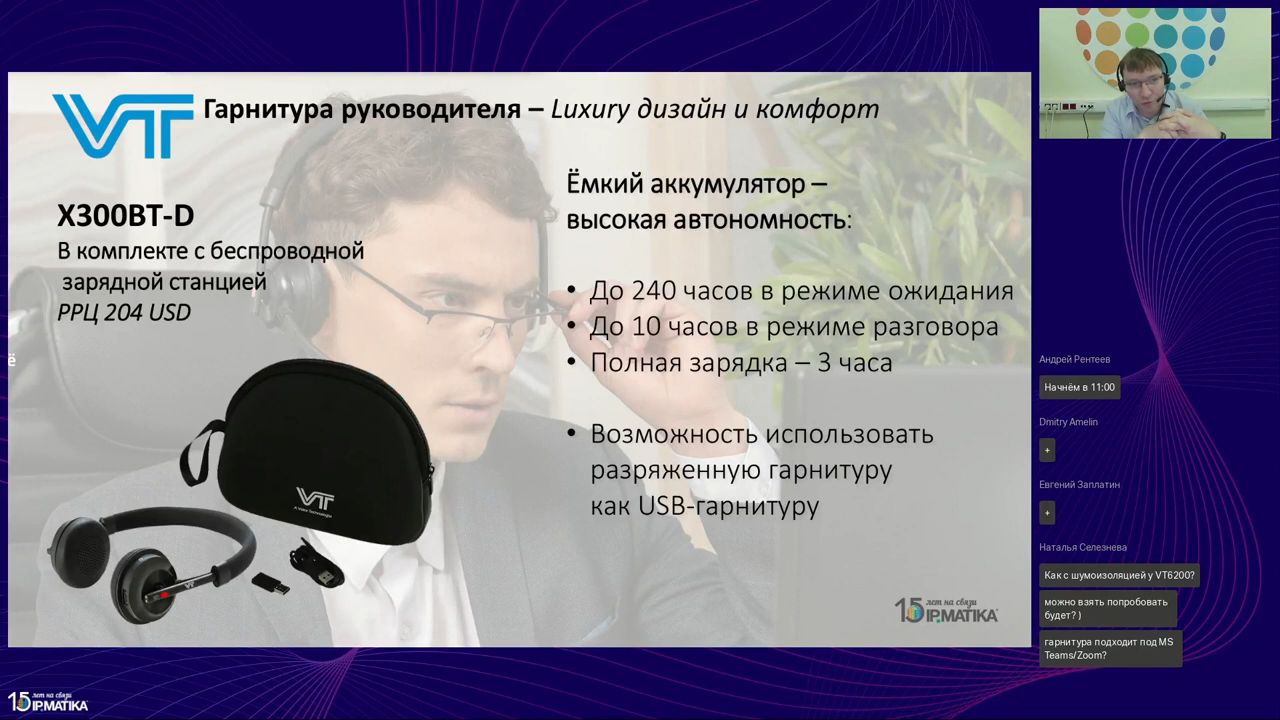 VT
Гарнитура руководителя – Luxury дизайн и комфорт
X300BT-D
В комплекте с беспроводной
зарядной станцией
РРЦ 204 USD
Ёмкий аккумулятор –
высокая автономность:
• До 240 часов в режиме ожидания
• До 10 часов в режиме разговора
• Полная зарядка – 3 часа
• Возможность использовать
разряженную гарнитуру
как USB-гарнитуру
VT
VT
15 лет на связи
IP.MATIKA
Андрей Рентеев
Начнём в 11:00
Dmitry Amelin
+
Евгений Заплатин
+
Наталья Селезнева
Как с шумоизоляцией у VT6200?
можно взять попробовать
будет? )
гарнитура подходит под MS
Teams/Zoom?
15 лет на связи
IP.MATIKA